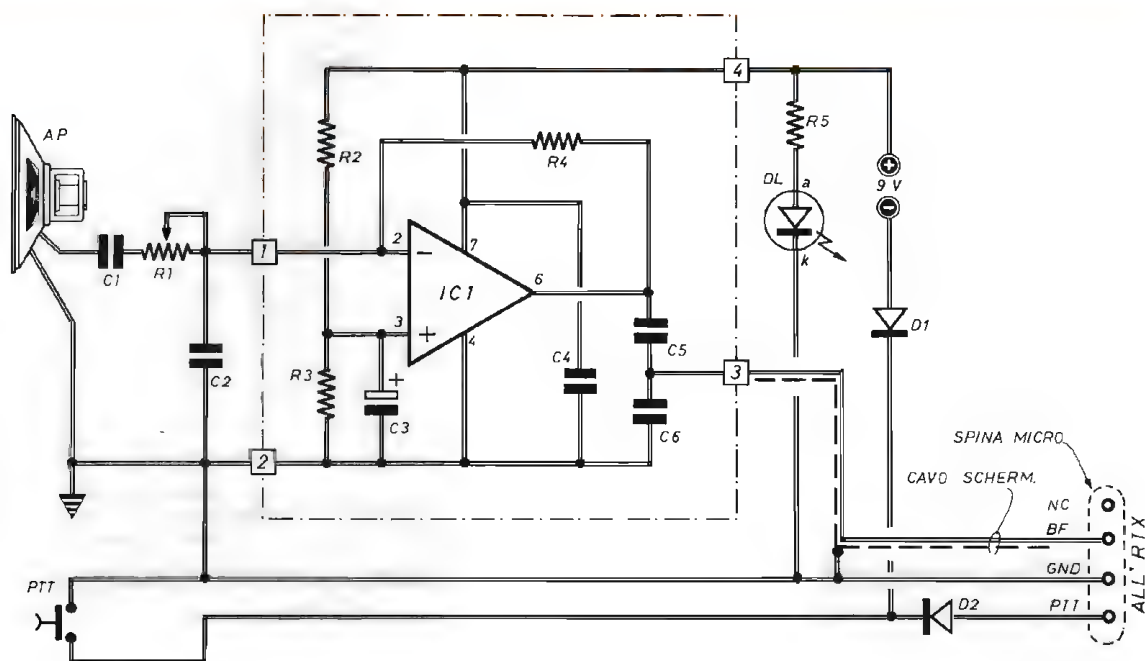 AP
C1
R1
C2
1
2
R2
R3
C3
+
R4
2
−
3
+
7
IC1
6
4
C4
C5
C6
4
3
R5
DL
a
k
+
9 V
−
D1
D2
SPINA MICRO
CAVO SCHERM.
NC
BF
GND
PTT
ALL' RTX
PTT